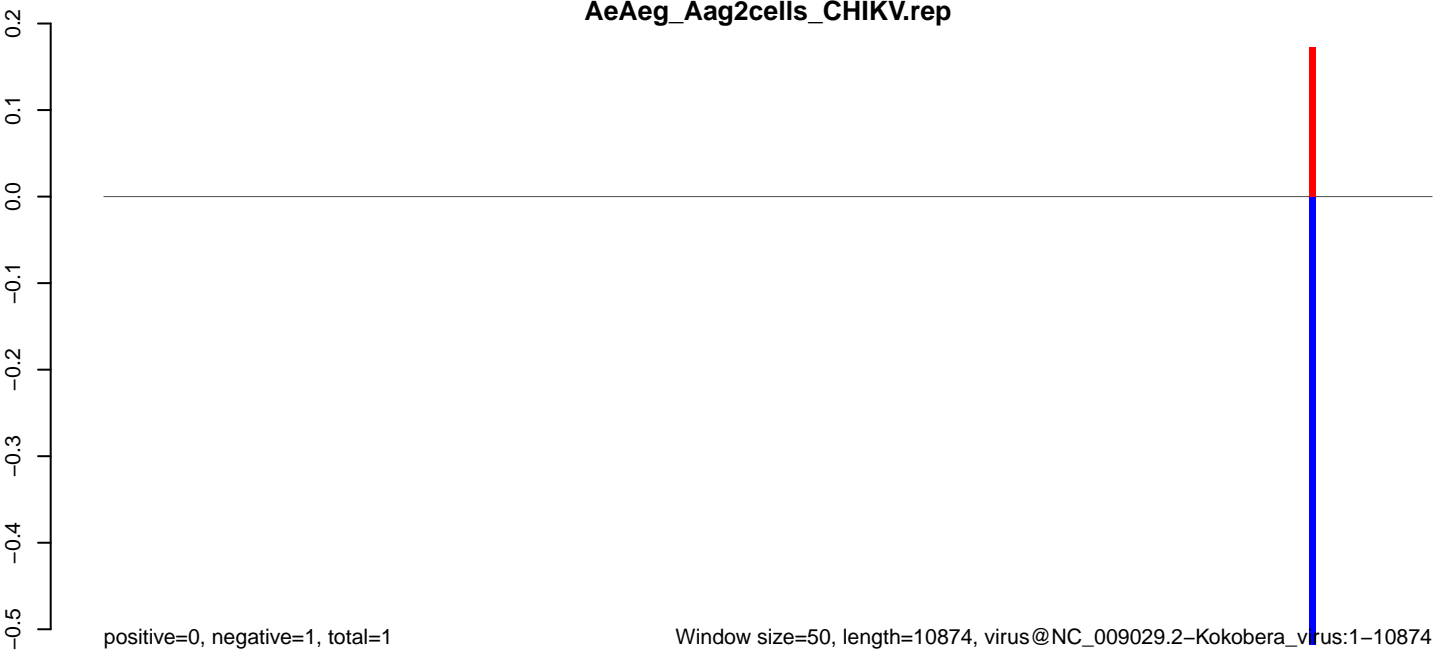 AeAeg_Aag2cells_CHIKV.rep
0.2
0.1
0.0
−0.1
−0.2
−0.3
−0.4
−0.5
positive=0, negative=1, total=1
Window size=50, length=10874, virus@NC_009029.2−Kokobera_virus:1−10874